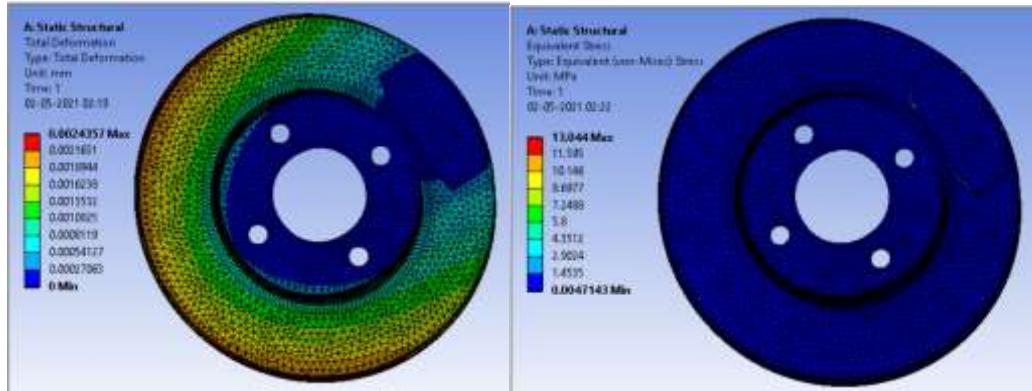 A: Static Structural
Total Deformation
Type: Total Deformation
Unit: mm
Time: 1
02-05-2021 02:19
0.0024357 Max
0.0021651
0.0018944
0.0016238
0.0013532
0.0010825
0.0008119
0.00054127
0.00027063
0 Min
A: Static Structural
Equivalent Stress
Type: Equivalent (von-Mises) Stress
Unit: MPa
Time: 1
02-05-2021 02:22
13.044 Max
11.595
10.146
8.6977
7.2488
5.8
4.3512
2.9024
1.4535
0.0047143 Min